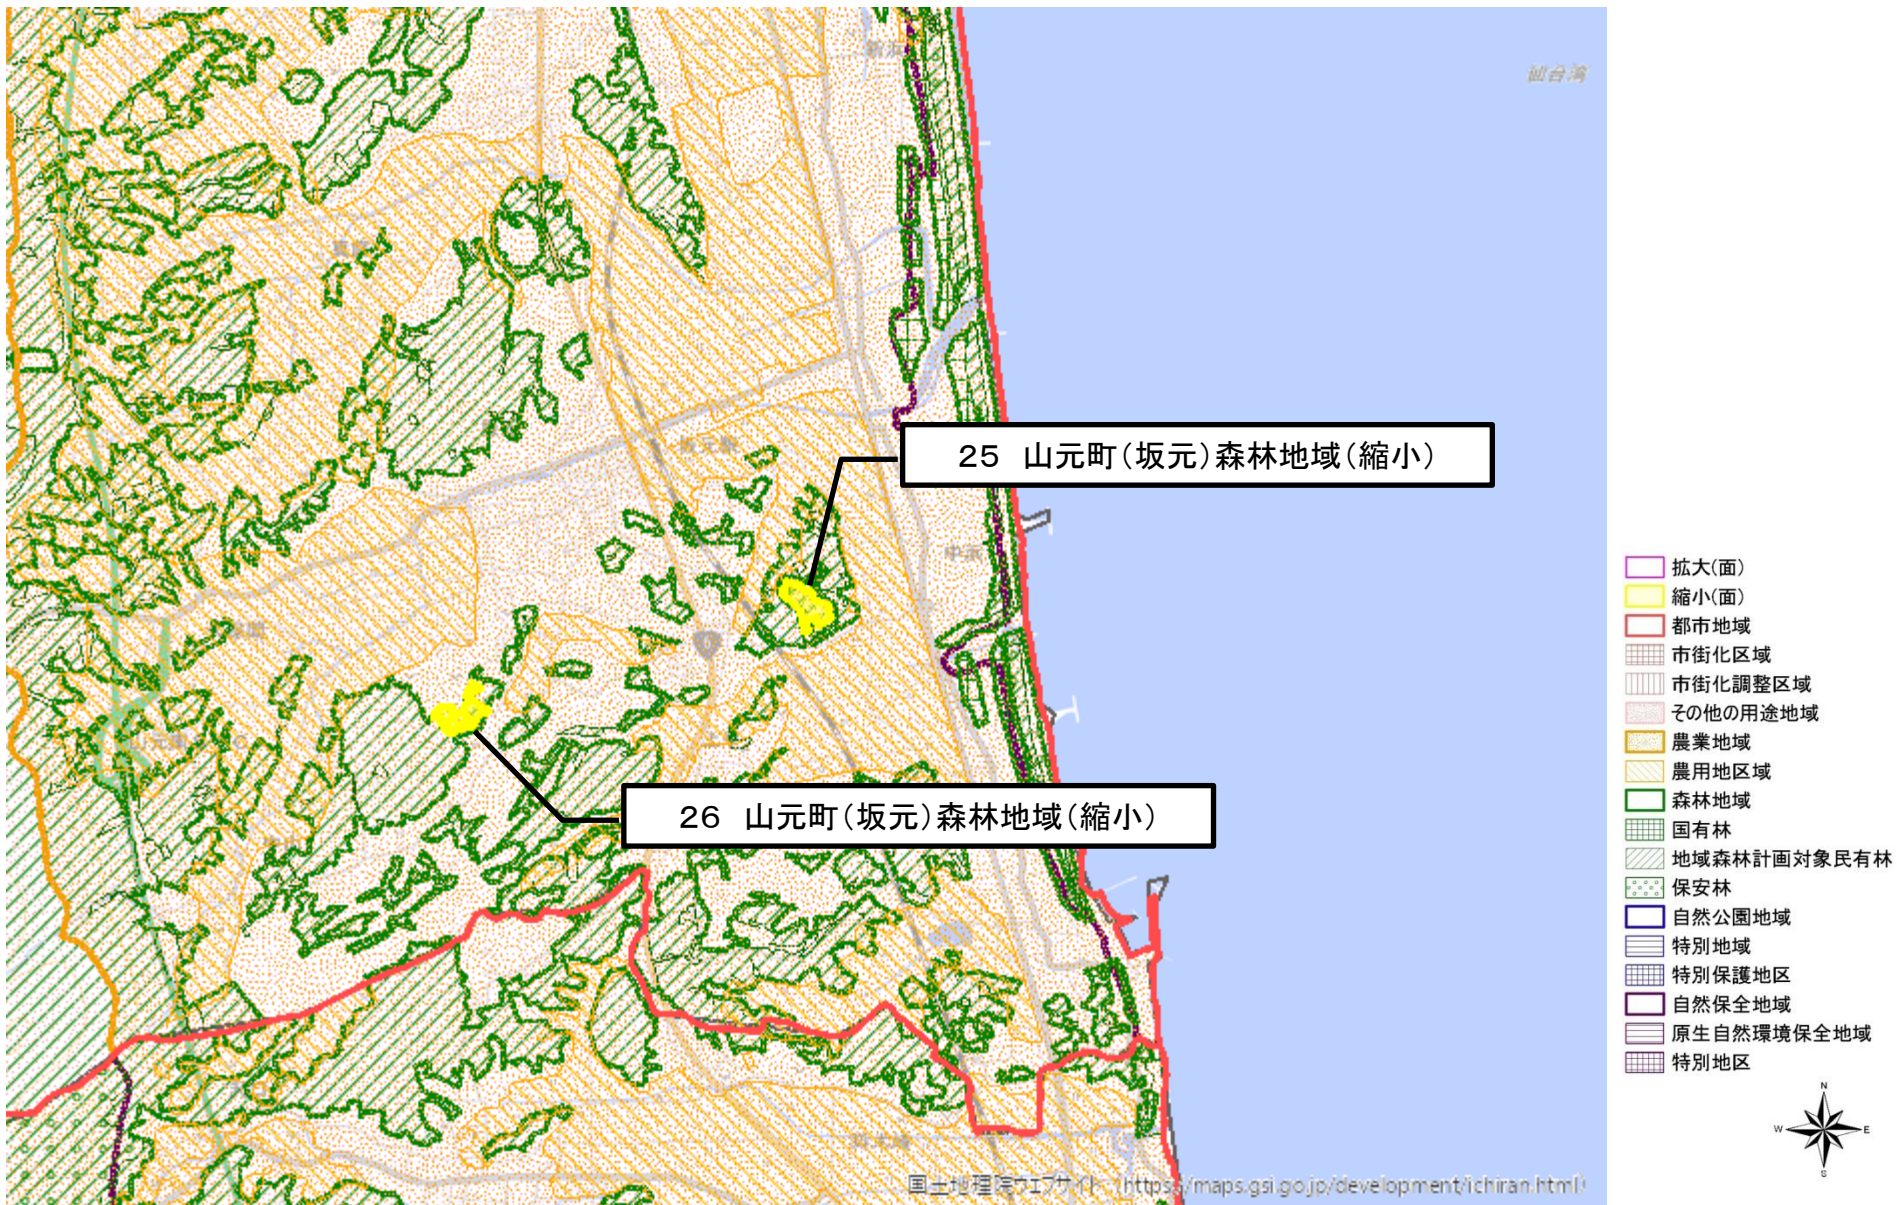 仙台湾
25 山元町(坂元)森林地域(縮小)
中浜
26 山元町(坂元)森林地域(縮小)
拡大(面)
縮小(面)
都市地域
市街化区域
市街化調整区域
その他の用途地域
農業地域
農用地区域
森林地域
国有林
地域森林計画対象民有林
保安林
自然公園地域
特別地域
特別保護地区
自然保全地域
原生自然環境保全地域
特別地区
N
W
E
S
国土地理院ウェブサイト (https://maps.gsi.go.jp/development/ichiran.html)